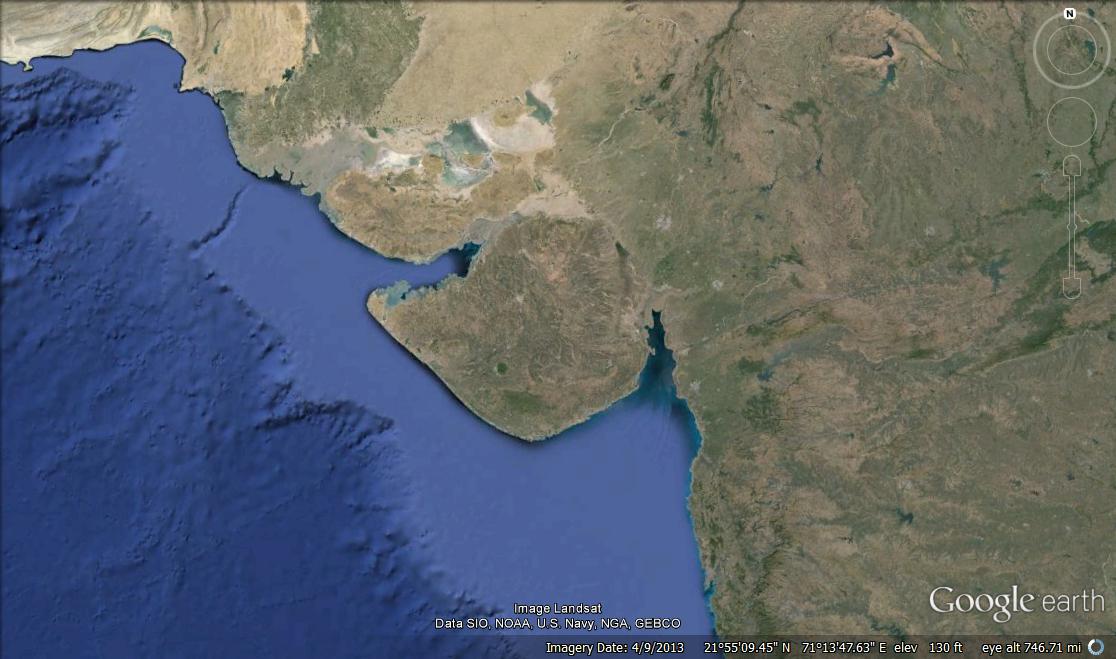 N
Image Landsat
Data SIO, NOAA, U.S. Navy, NGA, GEBCO
Google earth
Imagery Date: 4/9/2013 21°55'09.45" N 71°13'47.63" E elev 130 ft eye alt 746.71 mi